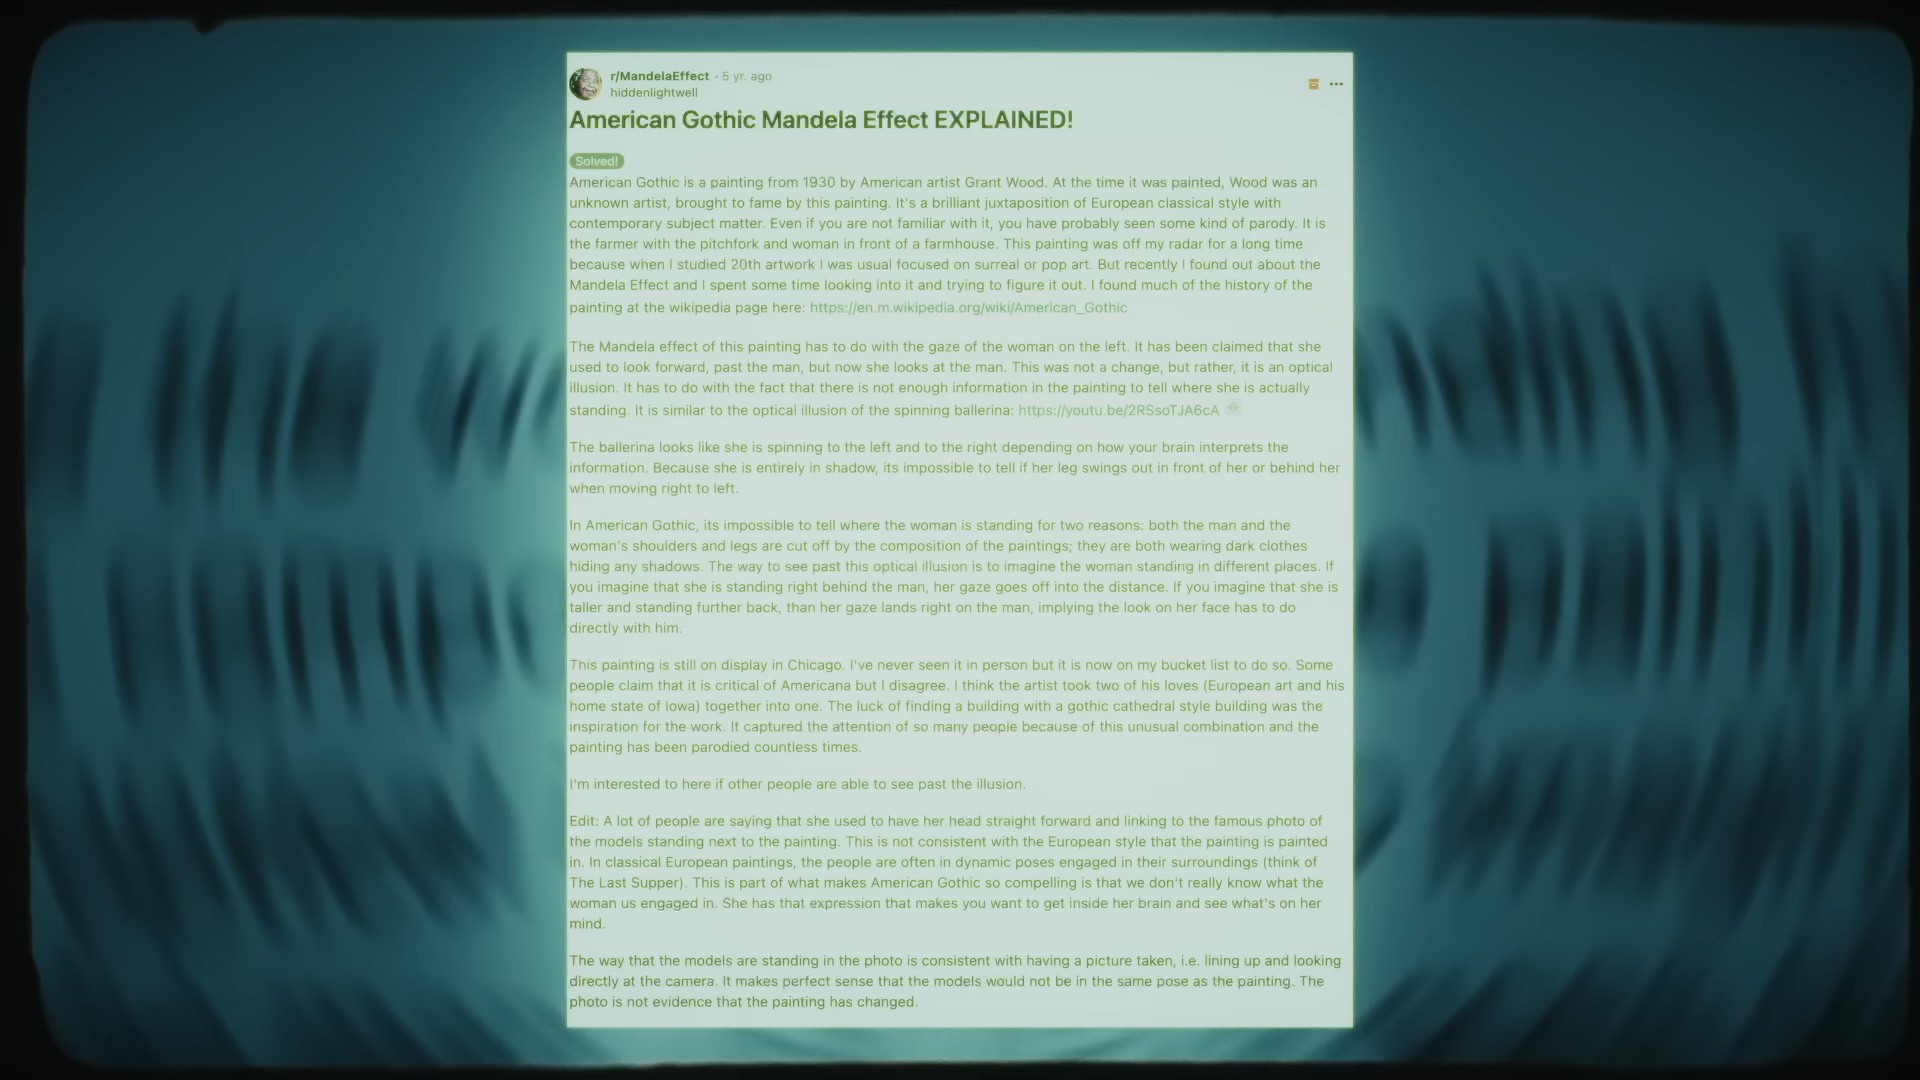 r/MandelaEffect · 5 yr. ago
hiddenlightwell
American Gothic Mandela Effect EXPLAINED!
Solved!
American Gothic is a painting from 1930 by American artist Grant Wood. At the time it was painted, Wood was an
unknown artist, brought to fame by this painting. It's a brilliant juxtaposition of European classical style with
contemporary subject matter. Even if you are not familiar with it, you have probably seen some kind of parody. It is
the farmer with the pitchfork and woman in front of a farmhouse. This painting was off my radar for a long time
because when I studied 20th artwork I was usual focused on surreal or pop art. But recently I found out about the
Mandela Effect and I spent some time looking into it and trying to figure it out. I found much of the history of the
painting at the wikipedia page here: https://en.m.wikipedia.org/wiki/American_Gothic
The Mandela effect of this painting has to do with the gaze of the woman on the left. It has been claimed that she
used to look forward, past the man, but now she looks at the man. This was not a change, but rather, it is an optical
illusion. It has to do with the fact that there is not enough information in the painting to tell where she is actually
standing. It is similar to the optical illusion of the spinning ballerina: https://youtu.be/2RSsoTJA6cA
The ballerina looks like she is spinning to the left and to the right depending on how your brain interprets the
information. Because she is entirely in shadow, its impossible to tell if her leg swings out in front of her or behind her
when moving right to left.
In American Gothic, its impossible to tell where the woman is standing for two reasons: both the man and the
woman's shoulders and legs are cut off by the composition of the paintings; they are both wearing dark clothes
hiding any shadows. The way to see past this optical illusion is to imagine the woman standing in different places. If
you imagine that she is standing right behind the man, her gaze goes off into the distance. If you imagine that she is
taller and standing further back, than her gaze lands right on the man, implying the look on her face has to do
directly with him.
This painting is still on display in Chicago. I've never seen it in person but it is now on my bucket list to do so. Some
people claim that it is critical of Americana but I disagree. I think the artist took two of his loves (European art and his
home state of Iowa) together into one. The luck of finding a building with a gothic cathedral style building was the
inspiration for the work. It captured the attention of so many people because of this unusual combination and the
painting has been parodied countless times.
I'm interested to here if other people are able to see past the illusion.
Edit: A lot of people are saying that she used to have her head straight forward and linking to the famous photo of
the models standing next to the painting. This is not consistent with the European style that the painting is painted
in. In classical European paintings, the people are often in dynamic poses engaged in their surroundings (think of
The Last Supper). This is part of what makes American Gothic so compelling is that we don't really know what the
woman us engaged in. She has that expression that makes you want to get inside her brain and see what's on her
mind.
The way that the models are standing in the photo is consistent with having a picture taken, i.e. lining up and looking
directly at the camera. It makes perfect sense that the models would not be in the same pose as the painting. The
photo is not evidence that the painting has changed.